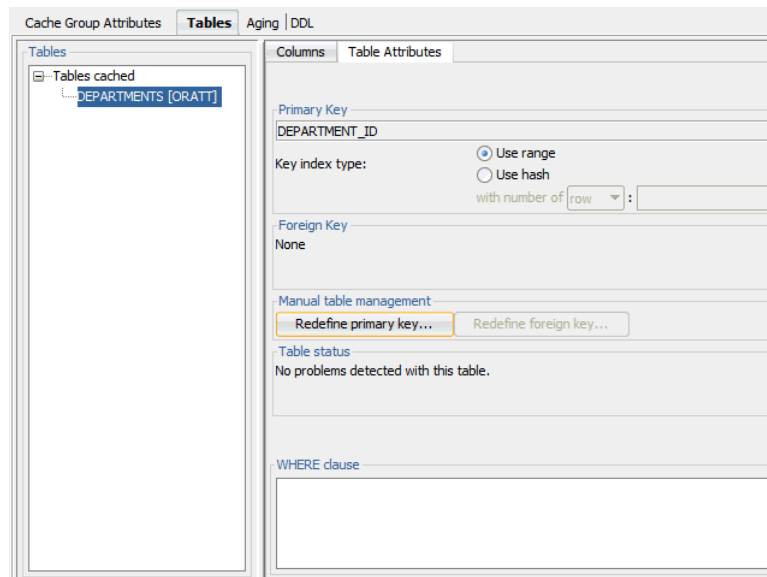 Cache Group Attributes Tables Aging DDL
Tables
Tables cached
DEPARTMENTS [ORATT]
Columns Table Attributes
Primary Key
DEPARTMENT_ID
Key index type:
Use range
Use hash
with number of row :
Foreign Key
None
Manual table management
Redefine primary key... Redefine foreign key...
Table status
No problems detected with this table.
WHERE clause